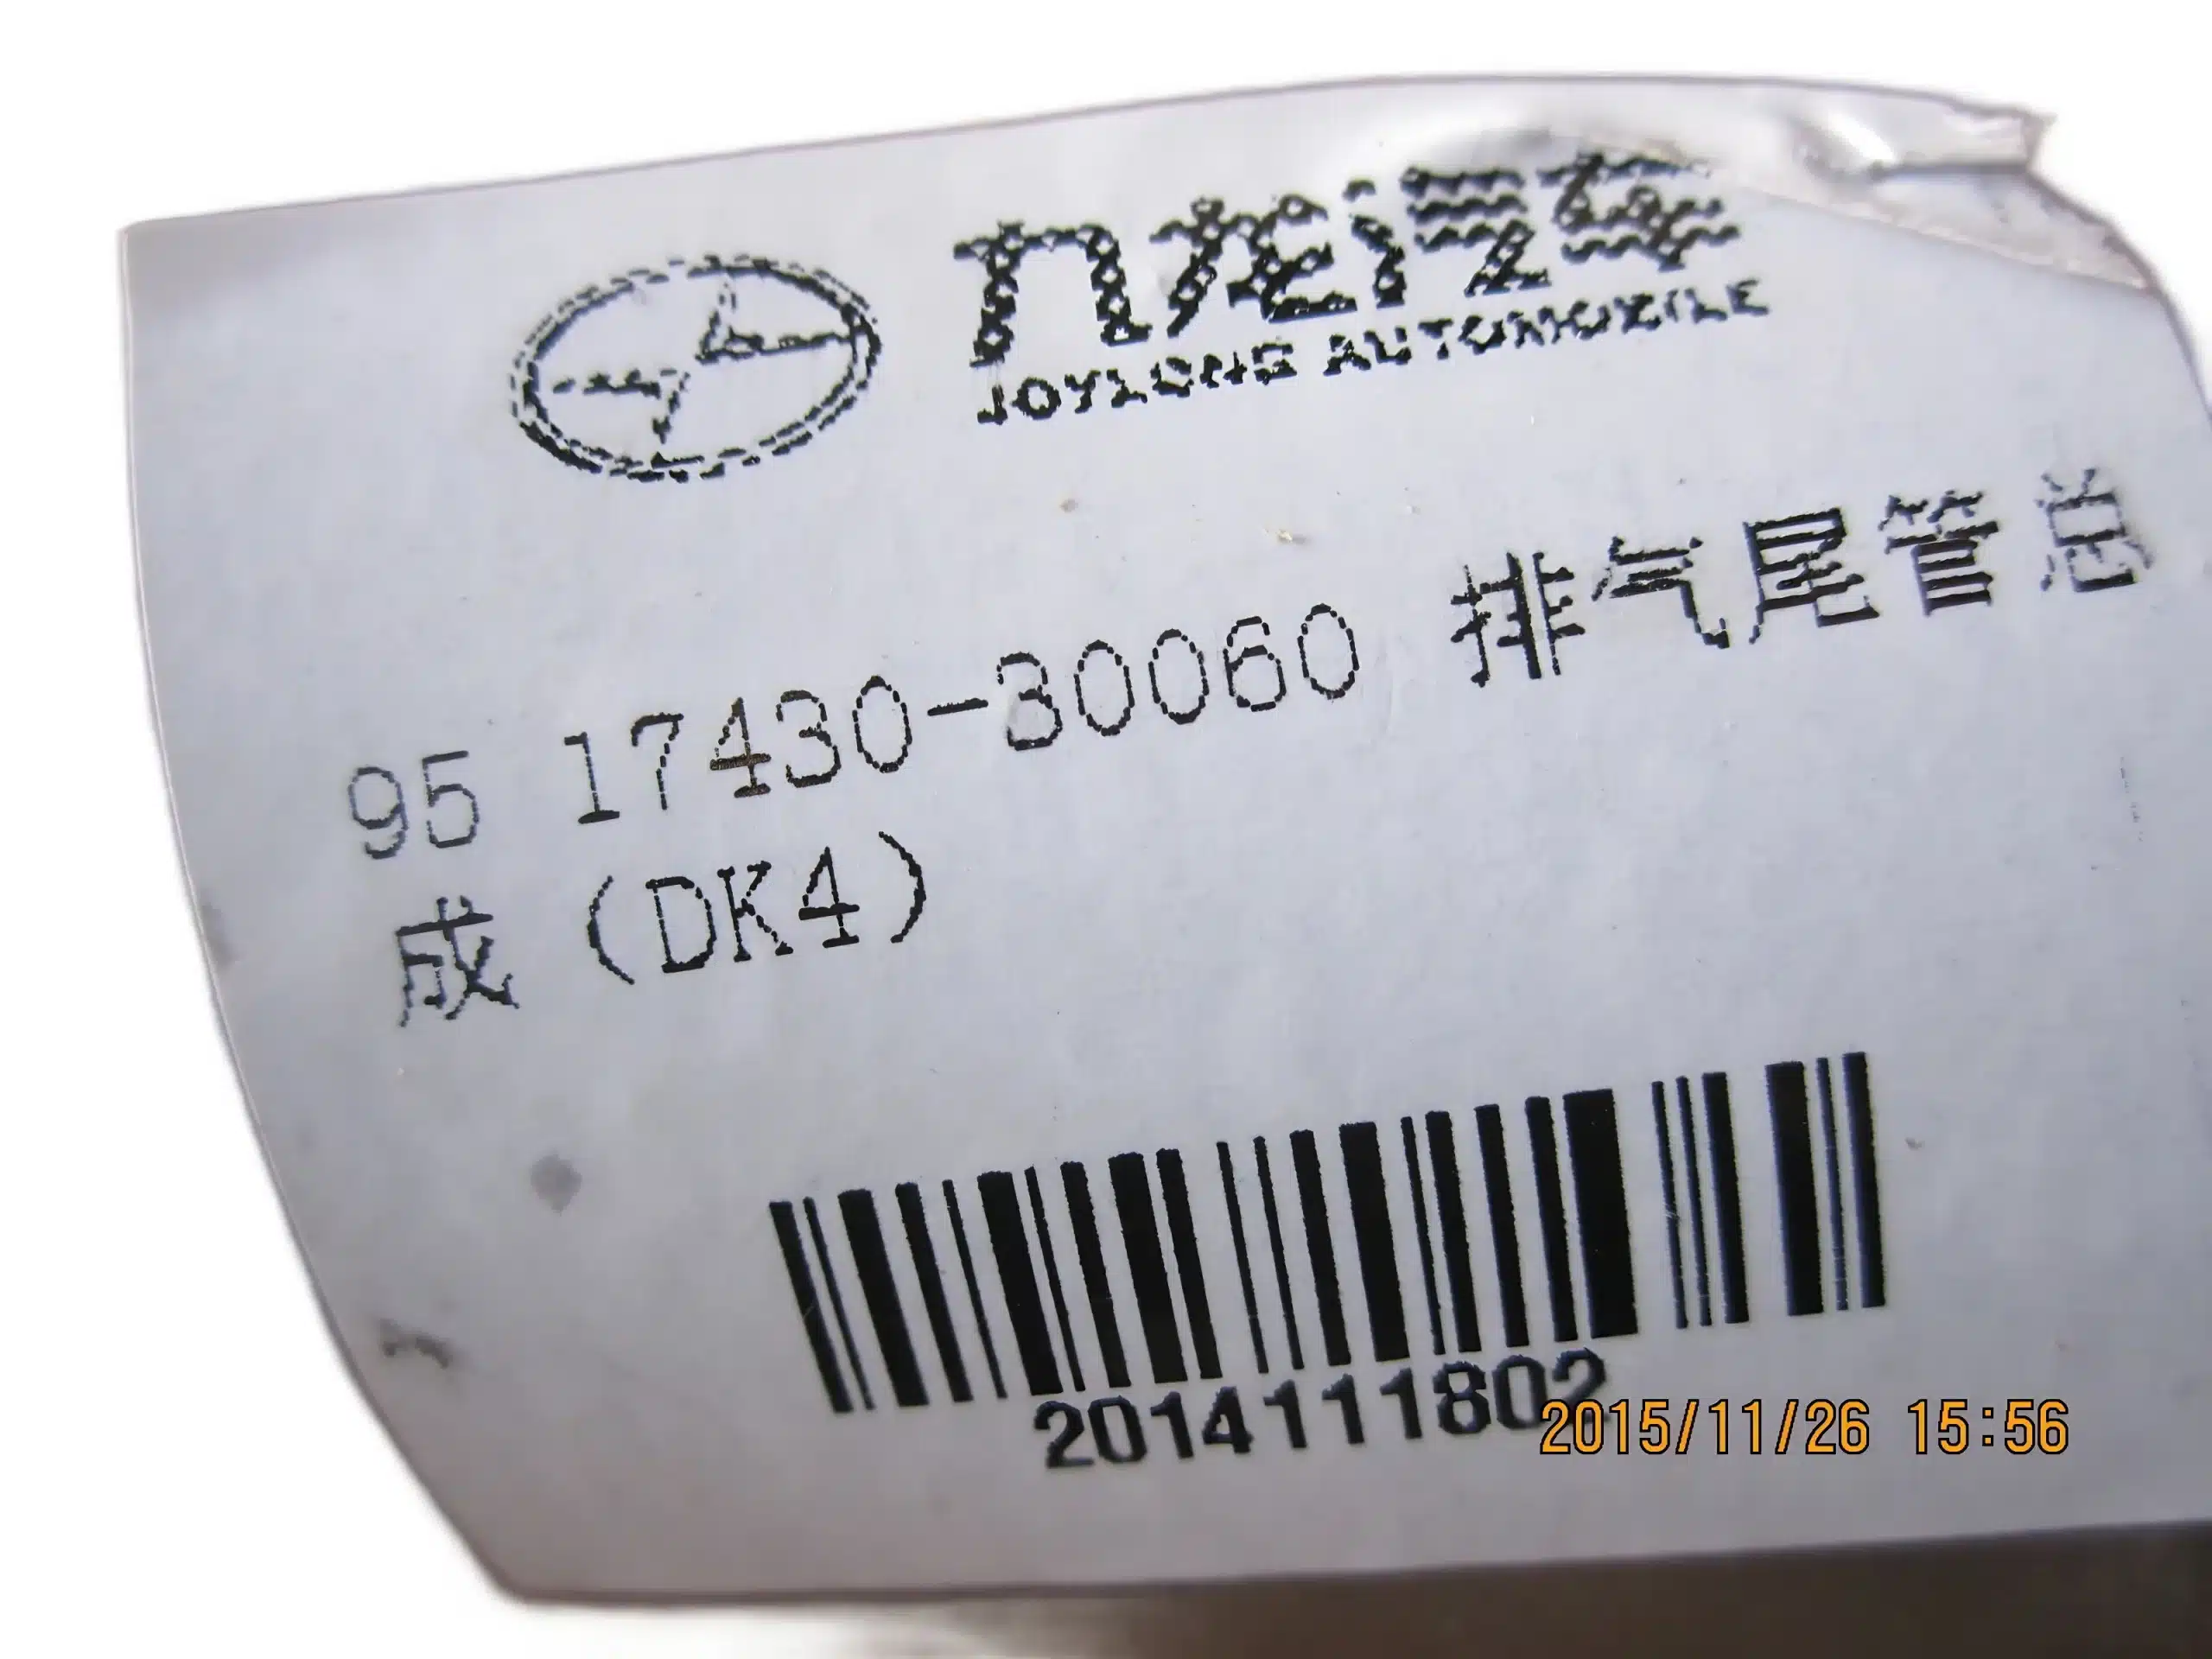 九龙汽车
JOYLONG AUTOMOBILE
95 17430-30060 排气尾管总
成（DK4）
2014111802
2015/11/26 15:56